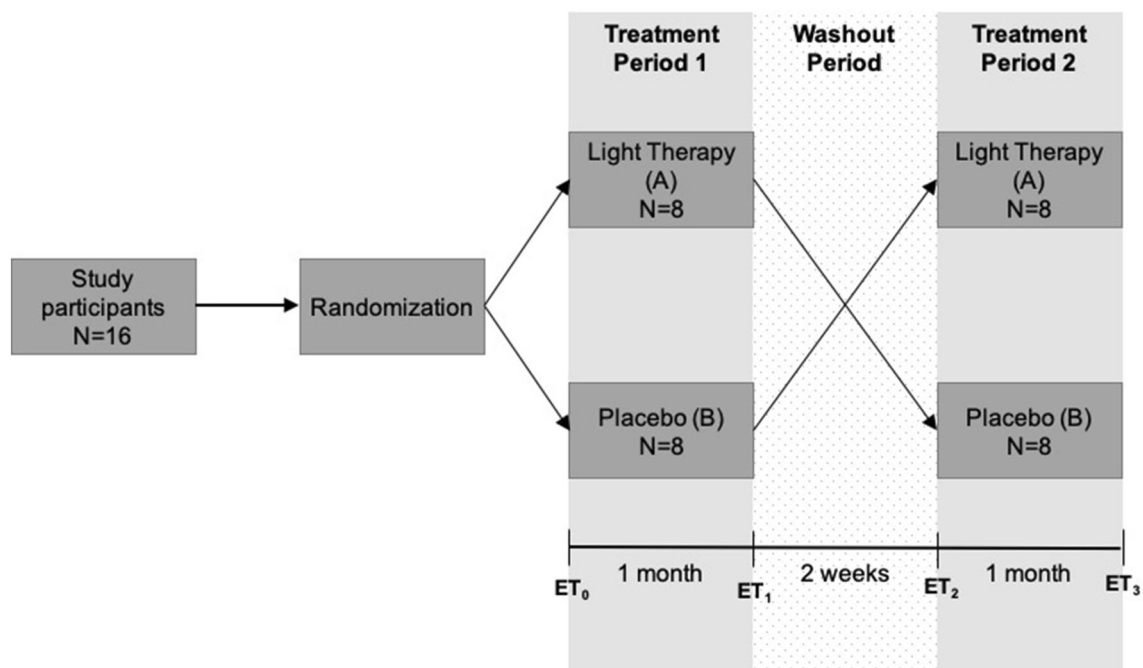 Treatment
Period 1
Washout
Period
Treatment
Period 2
Study
participants
N=16
Randomization
Light Therapy
(A)
N=8
Light Therapy
(A)
N=8
Placebo (B)
N=8
Placebo (B)
N=8
1 month
2 weeks
1 month
ET₀
ET₁
ET₂
ET₃